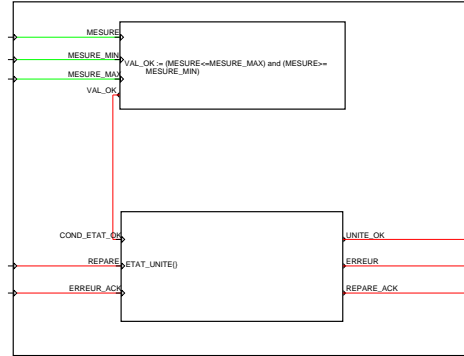 MESURE
MESURE_MIN
VAL_OK := (MESURE<=MESURE_MAX) and (MESURE>=
MESURE_MIN)
MESURE_MAX
VAL_OK
COND_ETAT_OK
UNITE_OK
REPARE
ETAT_UNITE()
ERREUR
ERREUR_ACK
REPARE_ACK